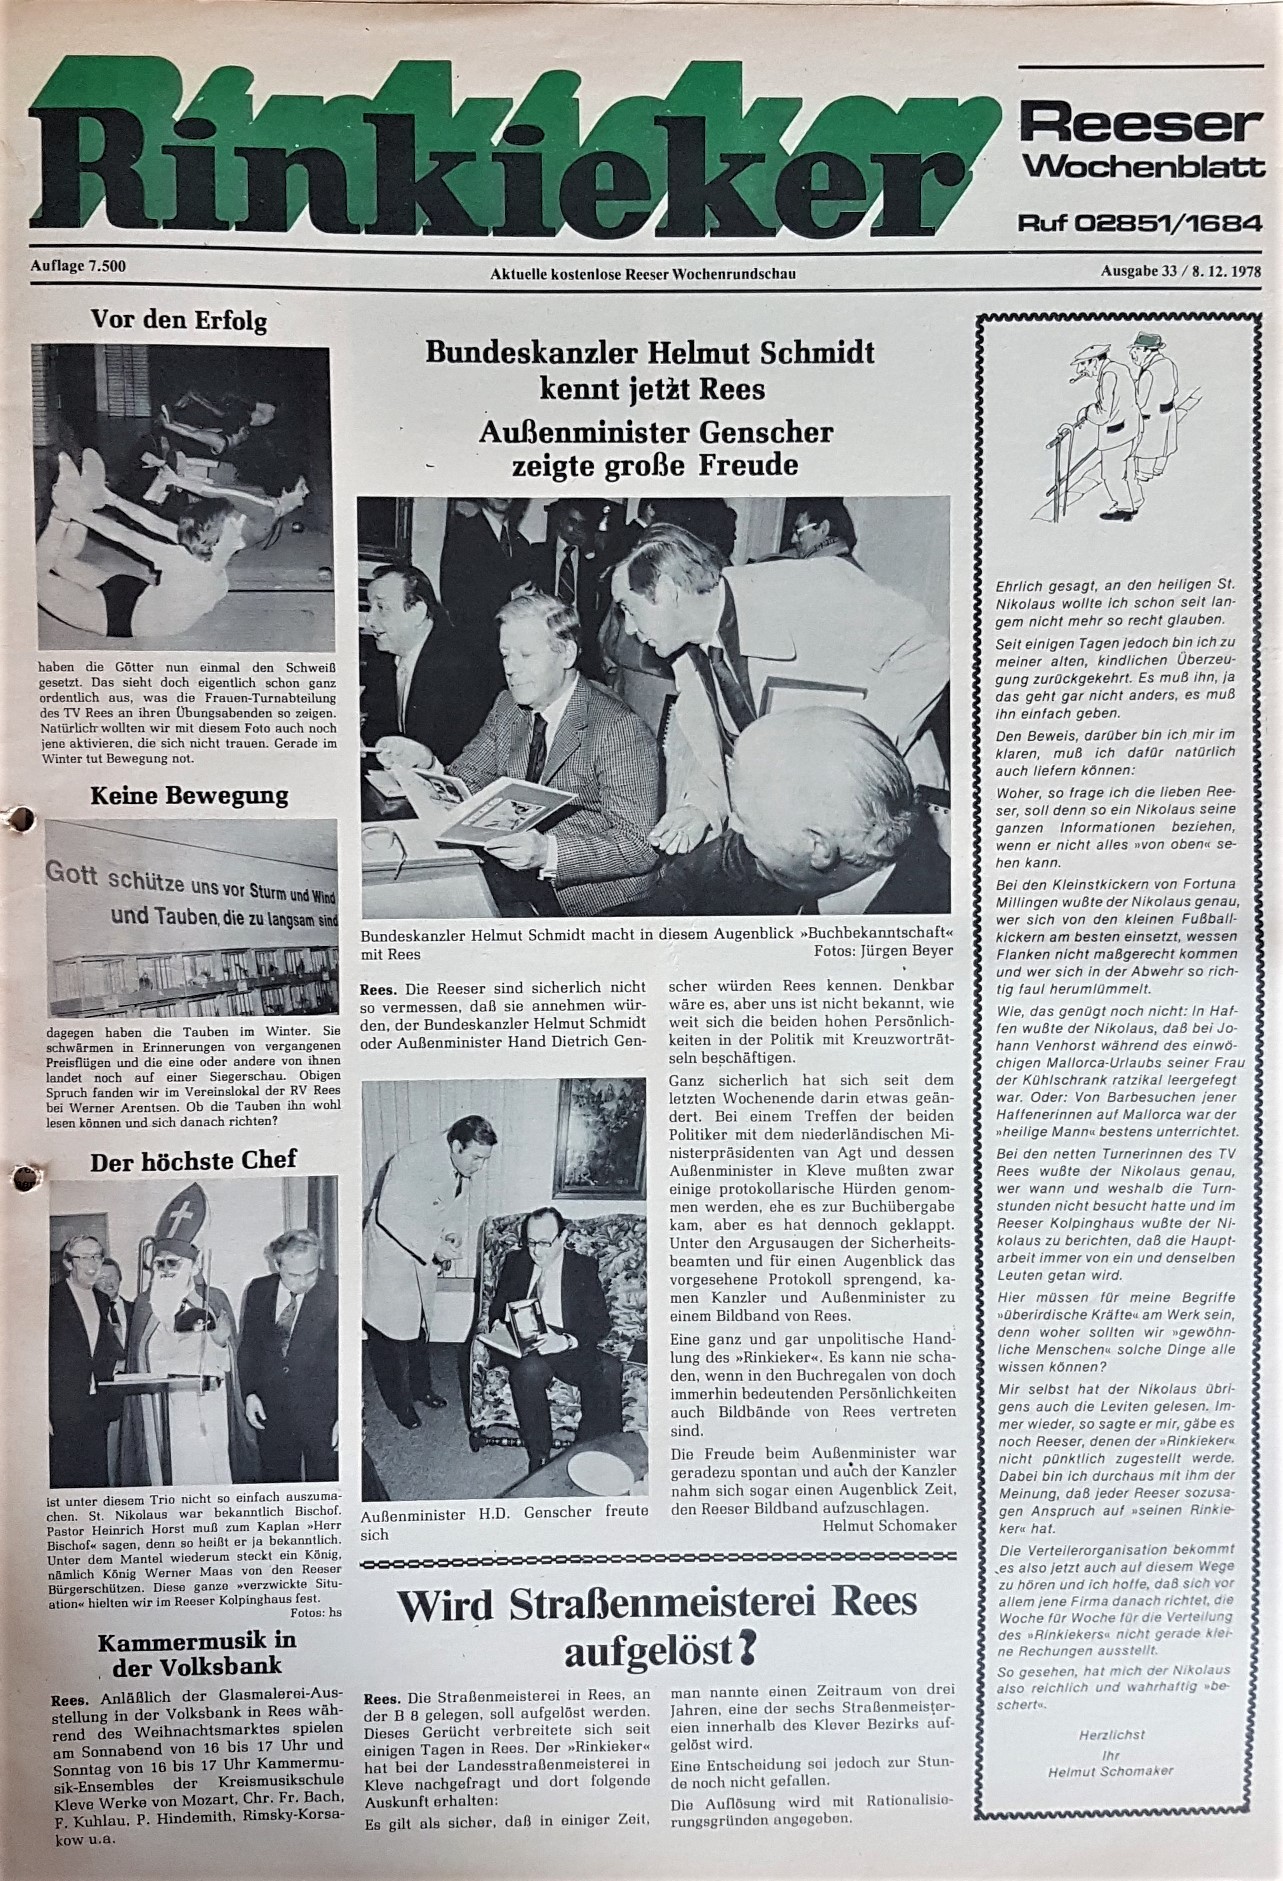 Rinkieker
Reeser
Wochenblatt
Ruf 02851/1684
Auflage 7.500
Aktuelle kostenlose Reeser Wochenrundschau
Ausgabe 33 / 8. 12. 1978
Vor den Erfolg
haben die Götter nun einmal den Schweiß
gesetzt. Das sieht doch eigentlich schon ganz
ordentlich aus, was die Frauen-Turnabteilung
des TV Rees an ihren Übungsabenden so zeigen.
Natürlich wollten wir mit diesem Foto auch noch
jene aktivieren, die sich nicht trauen. Gerade im
Winter tut Bewegung not.
Keine Bewegung
Gott schütze uns vor Sturm und Wind
und Tauben, die zu langsam sind
dagegen haben die Tauben im Winter. Sie
schwärmen in Erinnerungen von vergangenen
Preisflügen und die eine oder andere von ihnen
landet noch auf einer Siegerschau. Obigen
Spruch fanden wir im Vereinslokal der RV Rees
bei Werner Arentsen. Ob die Tauben ihn wohl
lesen können und sich danach richten?
Der höchste Chef
ist unter diesem Trio nicht so einfach auszuma-
chen. St. Nikolaus war bekanntlich Bischof.
Pastor Heinrich Horst muß zum Kaplan »Herr
Bischof« sagen, denn so heißt er ja bekanntlich.
Unter dem Mantel wiederum steckt ein König,
nämlich König Werner Maas von den Reeser
Bürgerschützen. Diese ganze »verzwickte Situ-
ation« hielten wir im Reeser Kolpinghaus fest.
Fotos: hs
Kammermusik in
der Volksbank
Rees. Anläßlich der Glasmalerei-Aus-
stellung in der Volksbank in Rees wäh-
rend des Weihnachtsmarktes spielen
am Sonnabend von 16 bis 17 Uhr und
Sonntag von 16 bis 17 Uhr Kammermu-
sik-Ensembles der Kreismusikschule
Kleve Werke von Mozart, Chr. Fr. Bach,
F. Kuhlau, P. Hindemith, Rimsky-Korsa-
kow u.a.
Bundeskanzler Helmut Schmidt
kennt jetzt Rees
Außenminister Genscher
zeigte große Freude
Bundeskanzler Helmut Schmidt macht in diesem Augenblick »Buchbekanntschaft«
mit Rees
Fotos: Jürgen Beyer
Rees. Die Reeser sind sicherlich nicht
so vermessen, daß sie annehmen wür-
den, der Bundeskanzler Helmut Schmidt
oder Außenminister Hand Dietrich Gen-
Außenminister H.D. Genscher freute
sich
scher würden Rees kennen. Denkbar
wäre es, aber uns ist nicht bekannt, wie
weit sich die beiden hohen Persönlich-
keiten in der Politik mit Kreuzworträt-
seln beschäftigen.
Ganz sicherlich hat sich seit dem
letzten Wochenende darin etwas geän-
dert. Bei einem Treffen der beiden
Politiker mit dem niederländischen Mi-
nisterpräsidenten van Agt und dessen
Außenminister in Kleve mußten zwar
einige protokollarische Hürden genom-
men werden, ehe es zur Buchübergabe
kam, aber es hat dennoch geklappt.
Unter den Argusaugen der Sicherheits-
beamten und für einen Augenblick das
vorgesehene Protokoll sprengend, ka-
men Kanzler und Außenminister zu
einem Bildband von Rees.
Eine ganz und gar unpolitische Hand-
lung des »Rinkieker«. Es kann nie scha-
den, wenn in den Buchregalen von doch
immerhin bedeutenden Persönlichkeiten
auch Bildbände von Rees vertreten
sind.
Die Freude beim Außenminister war
geradezu spontan und auch der Kanzler
nahm sich sogar einen Augenblick Zeit,
den Reeser Bildband aufzuschlagen.
Helmut Schomaker
Wird Straßenmeisterei Rees
aufgelöst?
Rees. Die Straßenmeisterei in Rees, an
der B 8 gelegen, soll aufgelöst werden.
Dieses Gerücht verbreitete sich seit
einigen Tagen in Rees. Der »Rinkieker«
hat bei der Landesstraßenmeisterei in
Kleve nachgefragt und dort folgende
Auskunft erhalten:
Es gilt als sicher, daß in einiger Zeit,
man nannte einen Zeitraum von drei
Jahren, eine der sechs Straßenmeister-
eien innerhalb des Klever Bezirks auf-
gelöst wird.
Eine Entscheidung sei jedoch zur Stun-
de noch nicht gefallen.
Die Auflösung wird mit Rationalisie-
rungsgründen angegeben.
Ehrlich gesagt, an den heiligen St.
Nikolaus wollte ich schon seit lan-
gem nicht mehr so recht glauben.
Seit einigen Tagen jedoch bin ich zu
meiner alten, kindlichen Überzeu-
gung zurückgekehrt. Es muß ihn, ja
das geht gar nicht anders, es muß
ihn einfach geben.
Den Beweis, darüber bin ich mir im
klaren, muß ich dafür natürlich
auch liefern können:
Woher, so frage ich die lieben Ree-
ser, soll denn so ein Nikolaus seine
ganzen Informationen beziehen,
wenn er nicht alles »von oben« se-
hen kann.
Bei den Kleinstkickern von Fortuna
Millingen wußte der Nikolaus genau,
wer sich von den kleinen Fußball-
kickern am besten einsetzt, wessen
Flanken nicht maßgerecht kommen
und wer sich in der Abwehr so rich-
tig faul herumlümmelt.
Wie, das genügt noch nicht: In Haf-
fen wußte der Nikolaus, daß bei Jo-
hann Venhorst während des einwö-
chigen Mallorca-Urlaubs seiner Frau
der Kühlschrank ratzikal leergefegt
war. Oder: Von Barbesuchen jener
Haffenerinnen auf Mallorca war der
»heilige Mann« bestens unterrichtet.
Bei den netten Turnerinnen des TV
Rees wußte der Nikolaus genau,
wer wann und weshalb die Turn-
stunden nicht besucht hatte und im
Reeser Kolpinghaus wußte der Ni-
kolaus zu berichten, daß die Haupt-
arbeit immer von ein und denselben
Leuten getan wird.
Hier müssen für meine Begriffe
»überirdische Kräfte« am Werk sein,
denn woher sollten wir »gewöhn-
liche Menschen« solche Dinge alle
wissen können?
Mir selbst hat der Nikolaus übri-
gens auch die Leviten gelesen. Im-
mer wieder, so sagte er mir, gäbe es
noch Reeser, denen der »Rinkieker«
nicht pünktlich zugestellt werde.
Dabei bin ich durchaus mit ihm der
Meinung, daß jeder Reeser sozusa-
gen Anspruch auf »seinen Rinkie-
ker« hat.
Die Verteilerorganisation bekommt
es also jetzt auch auf diesem Wege
zu hören und ich hoffe, daß sich vor
allem jene Firma danach richtet, die
Woche für Woche für die Verteilung
des »Rinkiekers« nicht gerade klei-
ne Rechungen ausstellt.
So gesehen, hat mich der Nikolaus
also reichlich und wahrhaftig »be-
schert«.
Herzlichst
Ihr
Helmut Schomaker